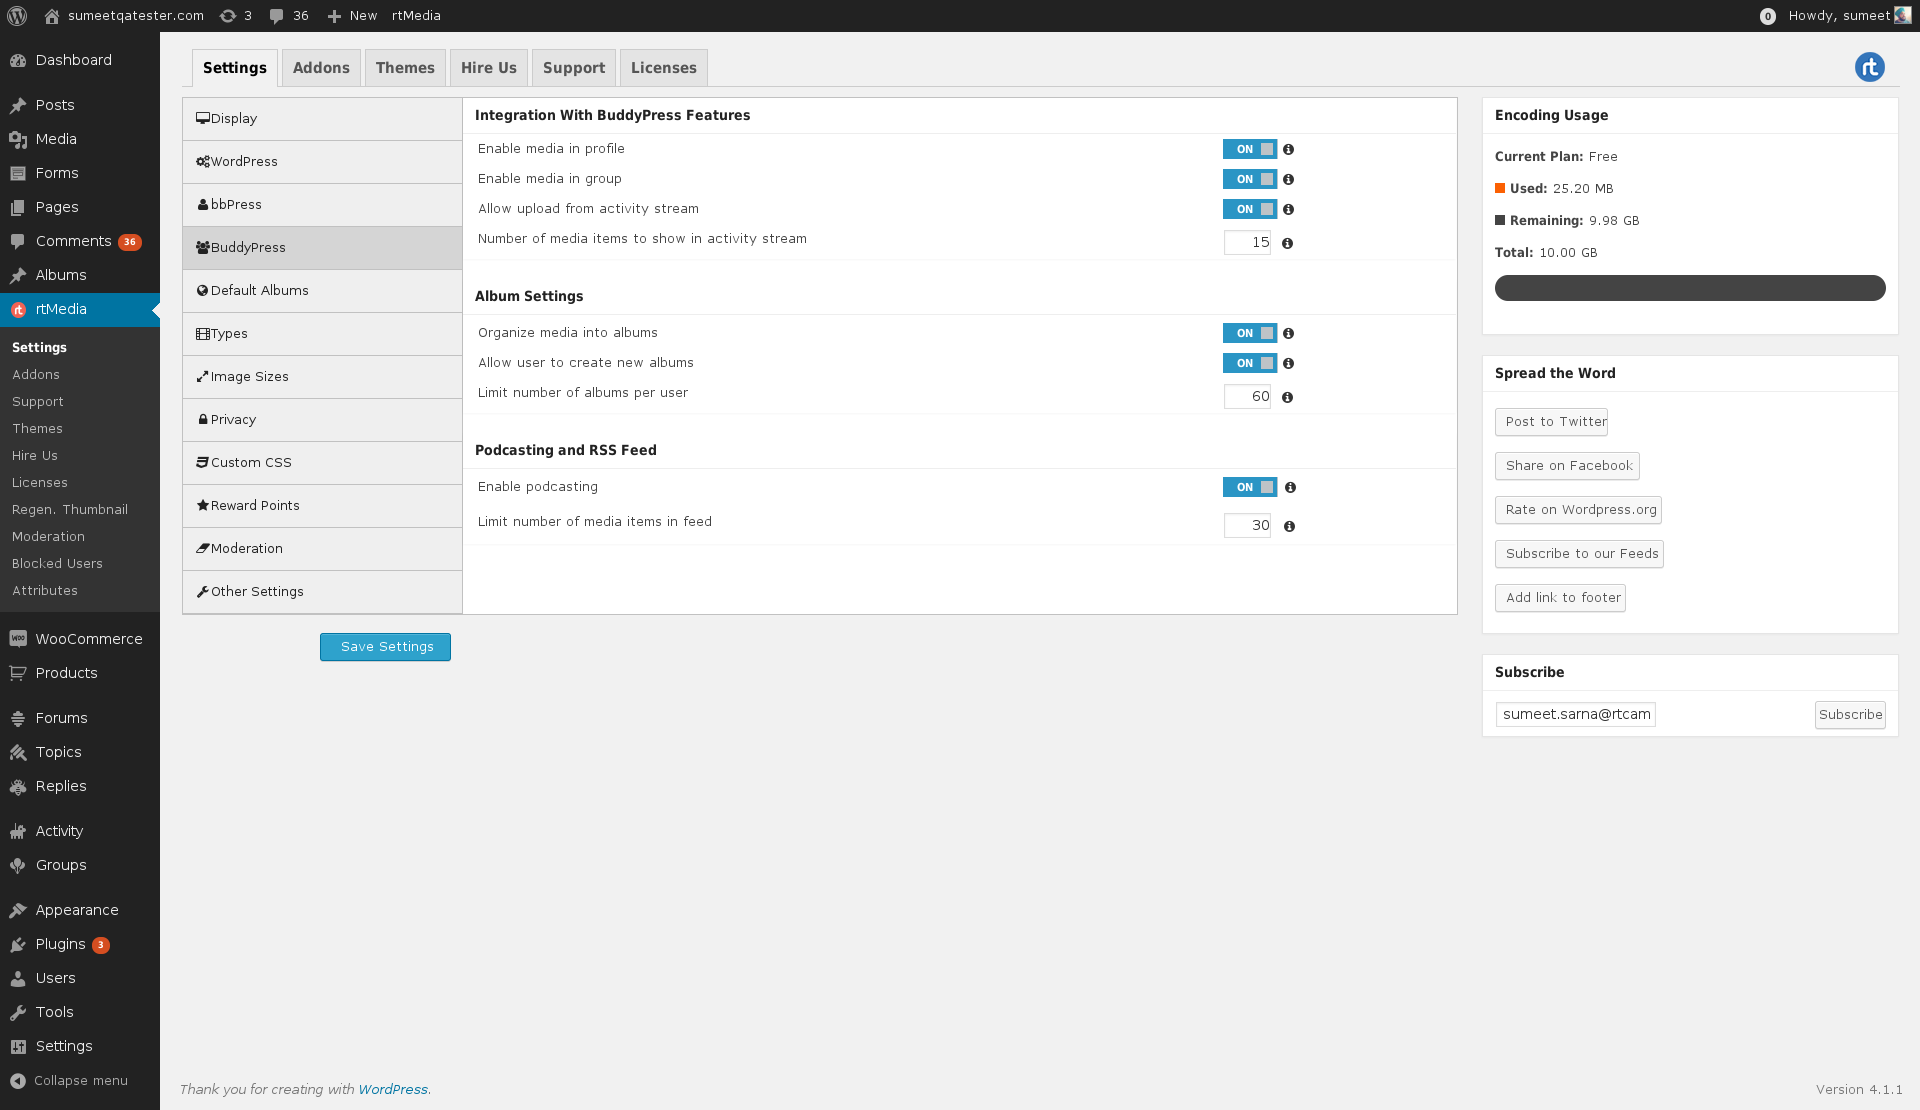 sumeetqatester.com 3 36 New rtMedia
0 Howdy, sumeet
Dashboard
Posts
Media
Forms
Pages
Comments 36
Albums
rtMedia
Settings
Addons
Support
Themes
Hire Us
Licenses
Regen. Thumbnail
Moderation
Blocked Users
Attributes
WooCommerce
Products
Forums
Topics
Replies
Activity
Groups
Appearance
Plugins 3
Users
Tools
Settings
Collapse menu
Settings Addons Themes Hire Us Support Licenses
rt
Display
WordPress
bbPress
BuddyPress
Default Albums
Types
Image Sizes
Privacy
Custom CSS
Reward Points
Moderation
Other Settings
Save Settings
Integration With BuddyPress Features
Enable media in profile ON
Enable media in group ON
Allow upload from activity stream ON
Number of media items to show in activity stream 15
Album Settings
Organize media into albums ON
Allow user to create new albums ON
Limit number of albums per user 60
Podcasting and RSS Feed
Enable podcasting ON
Limit number of media items in feed 30
Encoding Usage
Current Plan: Free
Used: 25.20 MB
Remaining: 9.98 GB
Total: 10.00 GB
Spread the Word
Post to Twitter
Share on Facebook
Rate on Wordpress.org
Subscribe to our Feeds
Add link to footer
Subscribe
sumeet.sarna@rtcam Subscribe
Thank you for creating with WordPress.
Version 4.1.1